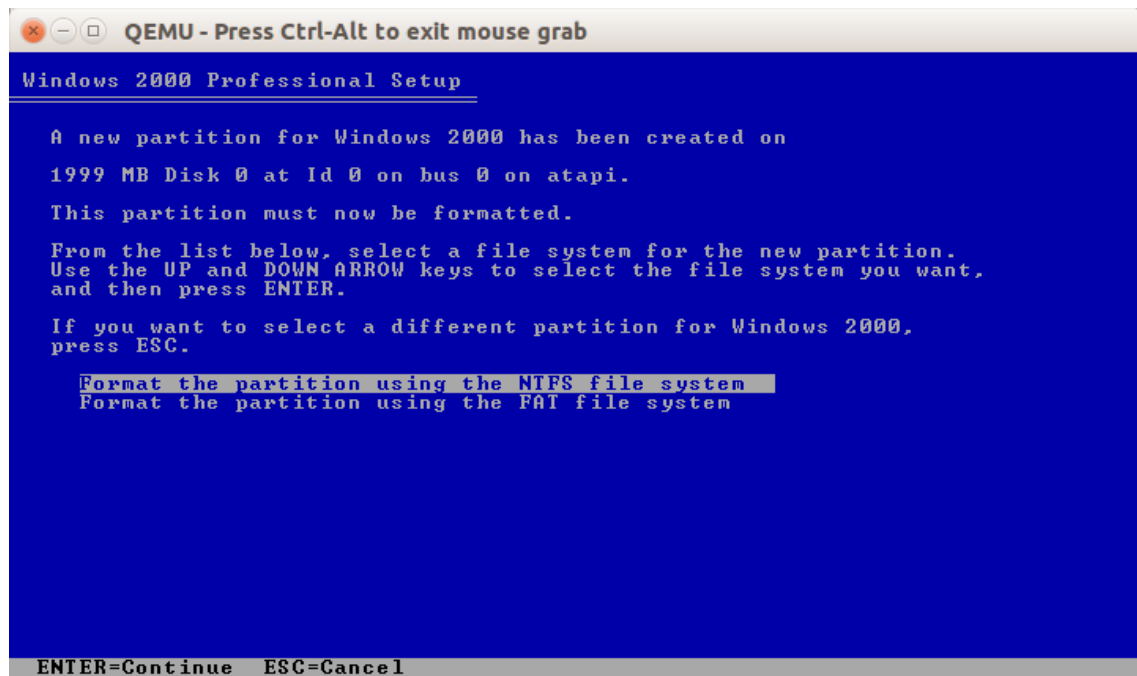 QEMU - Press Ctrl-Alt to exit mouse grab
Windows 2000 Professional Setup
A new partition for Windows 2000 has been created on
1999 MB Disk 0 at Id 0 on bus 0 on atapi.
This partition must now be formatted.
From the list below, select a file system for the new partition.
Use the UP and DOWN ARROW keys to select the file system you want,
and then press ENTER.
If you want to select a different partition for Windows 2000,
press ESC.
Format the partition using the NTFS file system
Format the partition using the FAT file system
ENTER=Continue ESC=Cancel